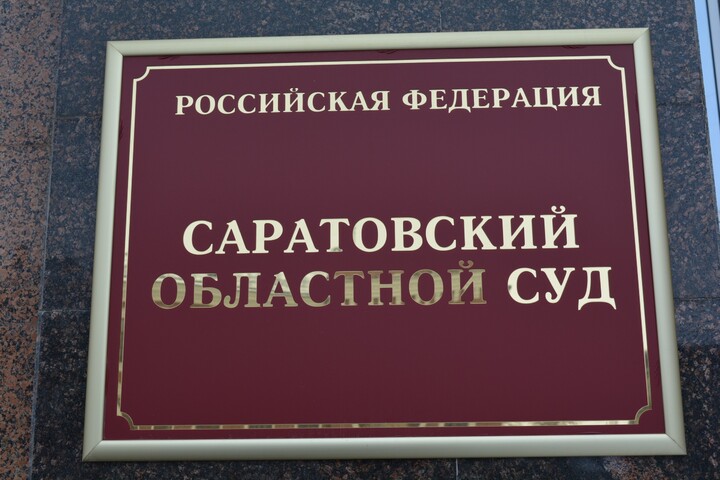 РОССИЙСКАЯ ФЕДЕРАЦИЯ
САРАТОВСКИЙ
ОБЛАСТНОЙ СУД